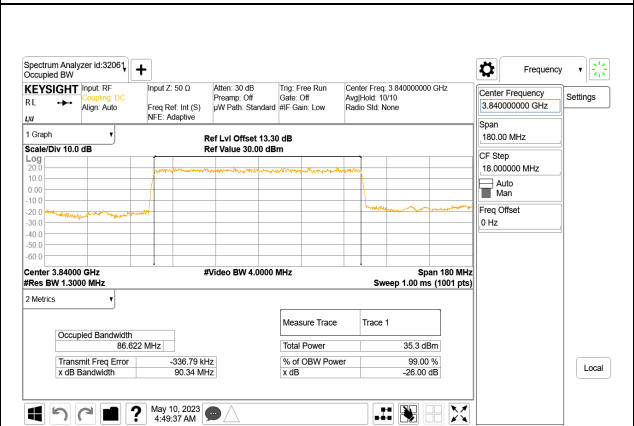 Spectrum Analyzer id:32061
Occupied BW
+
Frequency
KEYSIGHT
RL
LXI
Input: RF
Coupling: DC
Align: Auto
Input Z: 50 Ω
Freq Ref: Int (S)
NFE: Adaptive
Atten: 30 dB
Preamp: Off
µW Path: Standard
Trig: Free Run
Gate: Off
#IF Gain: Low
Center Freq: 3.840000000 GHz
Avg|Hold: 10/10
Radio Std: None
Center Frequency
3.840000000 GHz
Settings
Span
180.00 MHz
CF Step
18.000000 MHz
Auto
Man
Freq Offset
0 Hz
1 Graph
Scale/Div 10.0 dB
Ref Lvl Offset 13.30 dB
Ref Value 30.00 dBm
Log
20.0
10.0
0.00
-10.0
-20.0
-30.0
-40.0
-50.0
-60.0
Center 3.84000 GHz
#Res BW 1.3000 MHz
#Video BW 4.0000 MHz
Span 180 MHz
Sweep 1.00 ms (1001 pts)
2 Metrics
Occupied Bandwidth
86.622 MHz
Transmit Freq Error -336.79 kHz
x dB Bandwidth 90.34 MHz
Measure Trace Trace 1
Total Power 35.3 dBm
% of OBW Power 99.00 %
x dB -26.00 dB
Local
?
May 10, 2023
4:49:37 AM